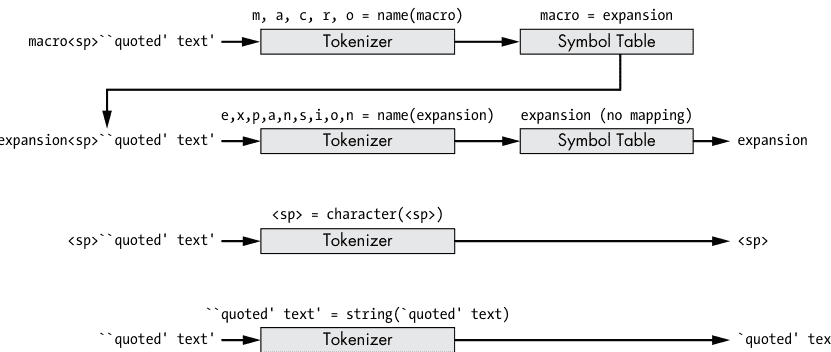 m, a, c, r, o = name(macro) macro = expansion
macro<sp>``quoted' text' Tokenizer Symbol Table
e,x,p,a,n,s,i,o,n = name(expansion) expansion (no mapping)
expansion<sp>``quoted' text' Tokenizer Symbol Table expansion
<sp> = character(<sp>)
<sp>``quoted' text' Tokenizer <sp>
``quoted' text' = string(`quoted' text)
``quoted' text' Tokenizer `quoted' tex